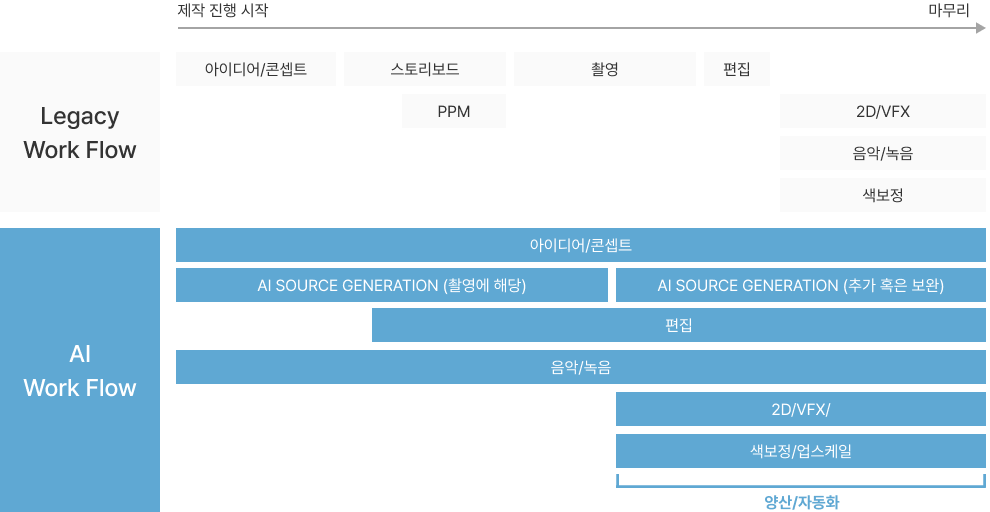 제작 진행 시작
마무리
Legacy
Work Flow
아이디어/콘셉트
스토리보드
촬영
편집
PPM
2D/VFX
음악/녹음
색보정
AI
Work Flow
아이디어/콘셉트
AI SOURCE GENERATION (촬영에 해당)
AI SOURCE GENERATION (추가 혹은 보완)
편집
음악/녹음
2D/VFX/
색보정/업스케일
양산/자동화